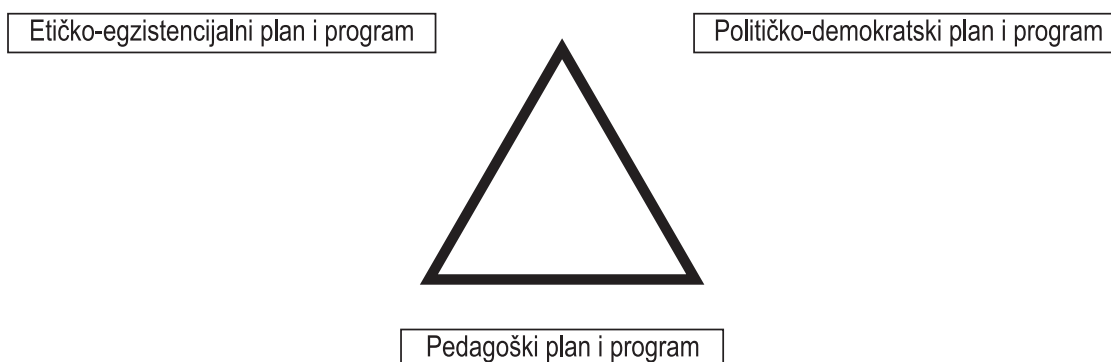 Etičko-egzistencijalni plan i program
Političko-demokratski plan i program
Pedagoški plan i program